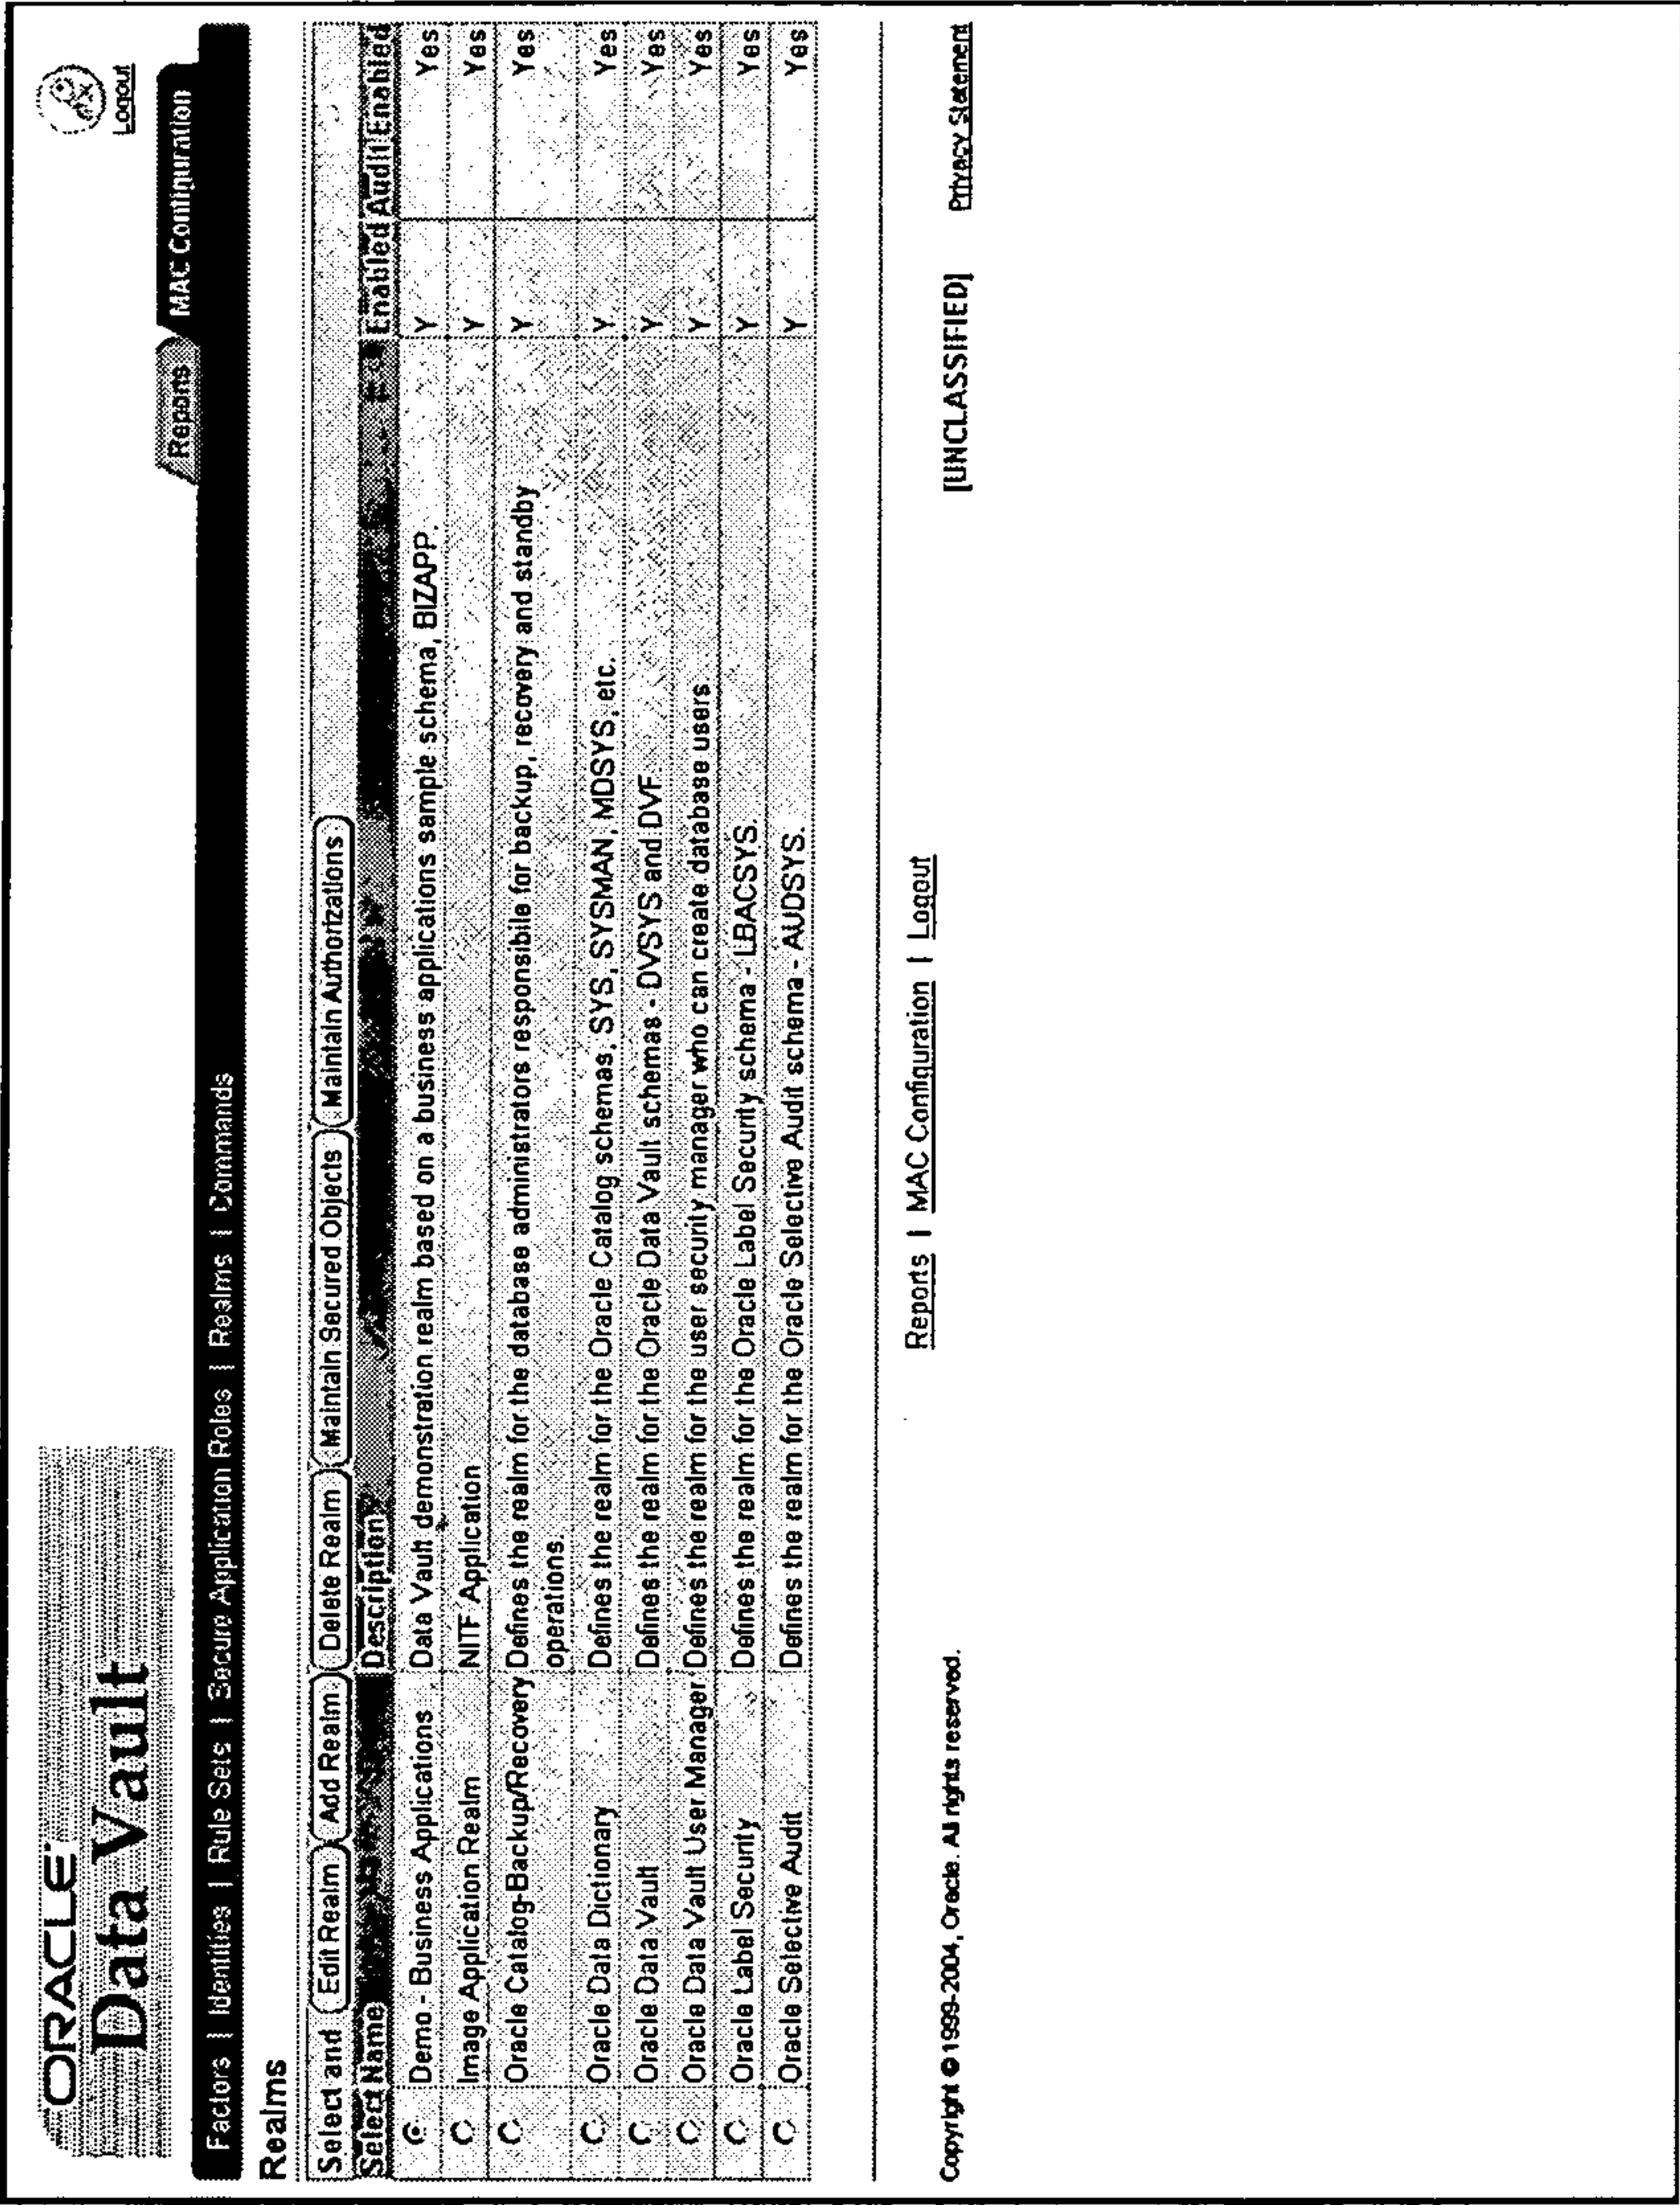 ORACLE
Data Vault
Logout
Reports MAC Configuration
Factors | Identities | Rule Sets | Secure Application Roles | Realms | Commands
Realms
Select and Edit Realm Add Realm Delete Realm Maintain Secured Objects Maintain Authorizations
Select Name Description Enabled Audit Enabled
Demo - Business Applications Data Vault demonstration realm based on a business applications sample schema, BIZAPP. Y Yes
Image Application Realm NITF Application Y Yes
Oracle Catalog-Backup/Recovery Defines the realm for the database administrators responsibile for backup, recovery and standby Y Yes
operations.
Oracle Data Dictionary Defines the realm for the Oracle Catalog schemas, SYS, SYSMAN, MDSYS, etc. Y Yes
Oracle Data Vault Defines the realm for the Oracle Data Vault schemas - DVSYS and DVF Y Yes
Oracle Data Vault User Manager Defines the realm for the user security manager who can create database users Y Yes
Oracle Label Security Defines the realm for the Oracle Label Security schema - LBACSYS. Y Yes
Oracle Selective Audit Defines the realm for the Oracle Selective Audit schema - AUDSYS. Y Yes
Reports | MAC Configuration | Logout
Copyright © 1999-2004, Oracle. All rights reserved. [UNCLASSIFIED] Privacy Statement